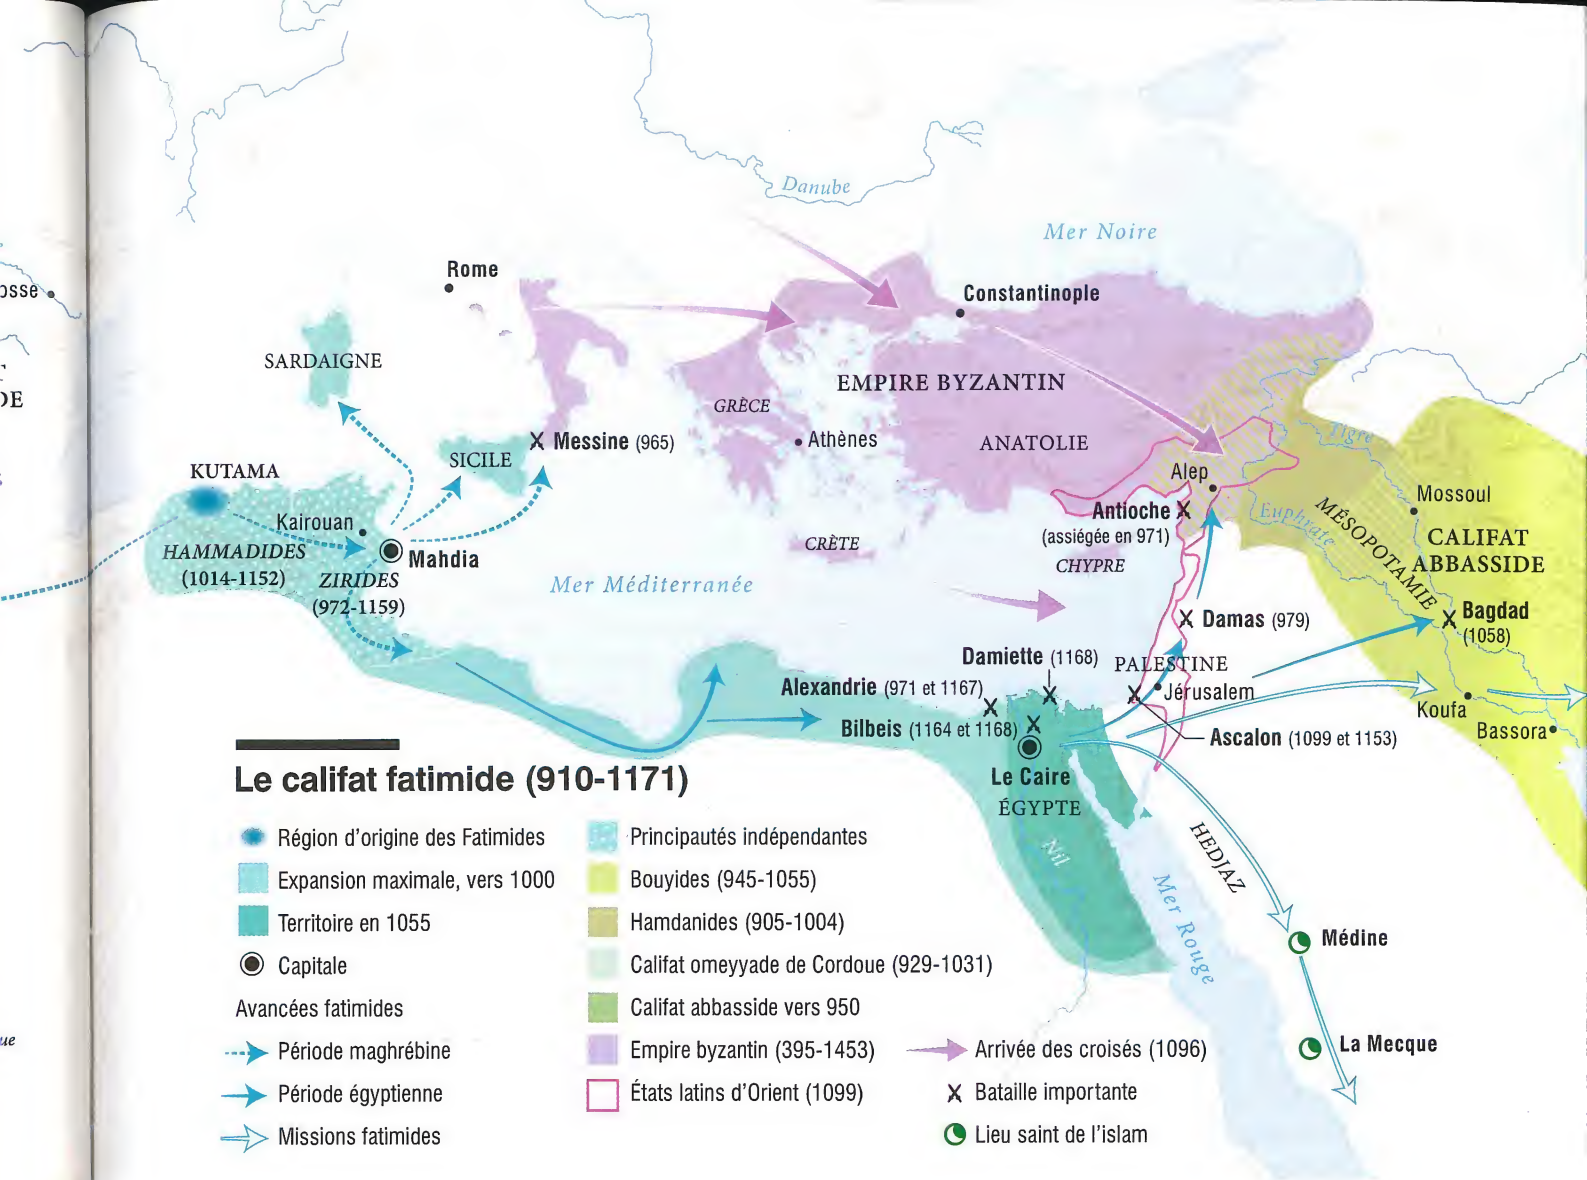 Danube
Mer Noire
Rome
Constantinople
SARDAIGNE
EMPIRE BYZANTIN
GRÈCE
Athènes
ANATOLIE
Messine (965)
SICILE
KUTAMA
Alep
Tigre
Mossoul
Kairouan
Antioche
(assiégée en 971)
Euphrate
MÉSOPOTAMIE
CALIFAT
ABBASSIDE
HAMMADIDES
(1014-1152)
Mahdia
ZIRIDES
(972-1159)
CRÈTE
CHYPRE
Mer Méditerranée
Bagdad
(1058)
Damas (979)
Damiette (1168)
PALESTINE
Alexandrie (971 et 1167)
Jérusalem
Koufa
Bilbeis (1164 et 1168)
Ascalon (1099 et 1153)
Bassora
Le Caire
ÉGYPTE
Nil
HEDJAZ
Mer Rouge
Médine
La Mecque
Le califat fatimide (910-1171)
Région d'origine des Fatimides
Expansion maximale, vers 1000
Territoire en 1055
Capitale
Avancées fatimides
Période maghrébine
Période égyptienne
Missions fatimides
Principautés indépendantes
Bouyides (945-1055)
Hamdanides (905-1004)
Califat omeyyade de Cordoue (929-1031)
Califat abbasside vers 950
Empire byzantin (395-1453)
États latins d'Orient (1099)
Arrivée des croisés (1096)
Bataille importante
Lieu saint de l'islam